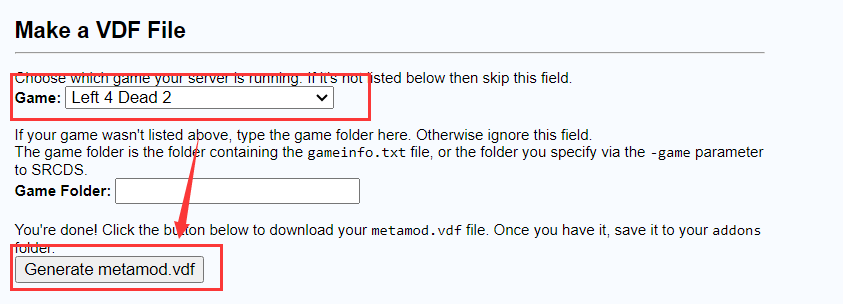 Make a VDF File
Choose which game your server is running. If it's not listed below then skip this field.
Game: Left 4 Dead 2
If your game wasn't listed above, type the game folder here. Otherwise ignore this field.
The game folder is the folder containing the gameinfo.txt file, or the folder you specify via the -game parameter
to SRCDS.
Game Folder:
You're done! Click the button below to download your metamod.vdf file. Once you have it, save it to your addons
folder.
Generate metamod.vdf